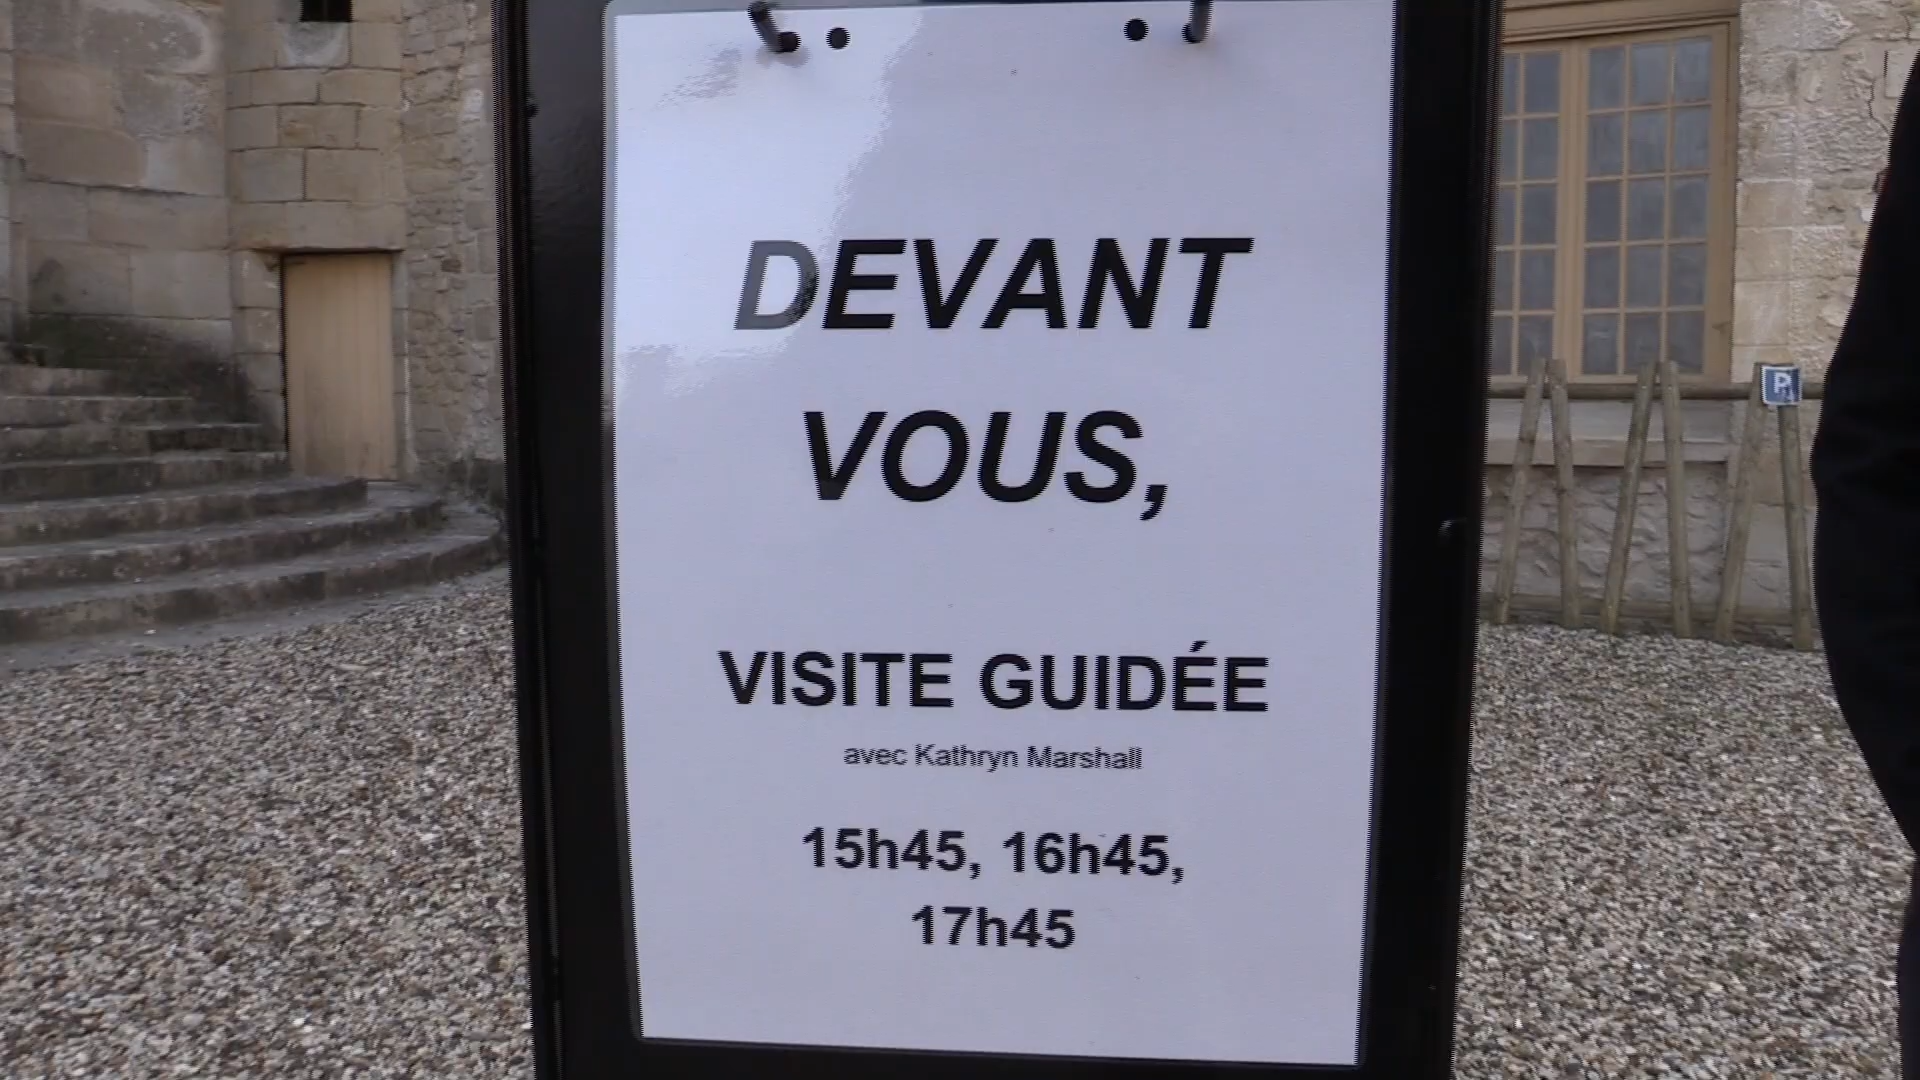 DEVANT
VOUS,
VISITE GUIDÉE
avec Kathryn Marshall
15h45, 16h45,
17h45
P